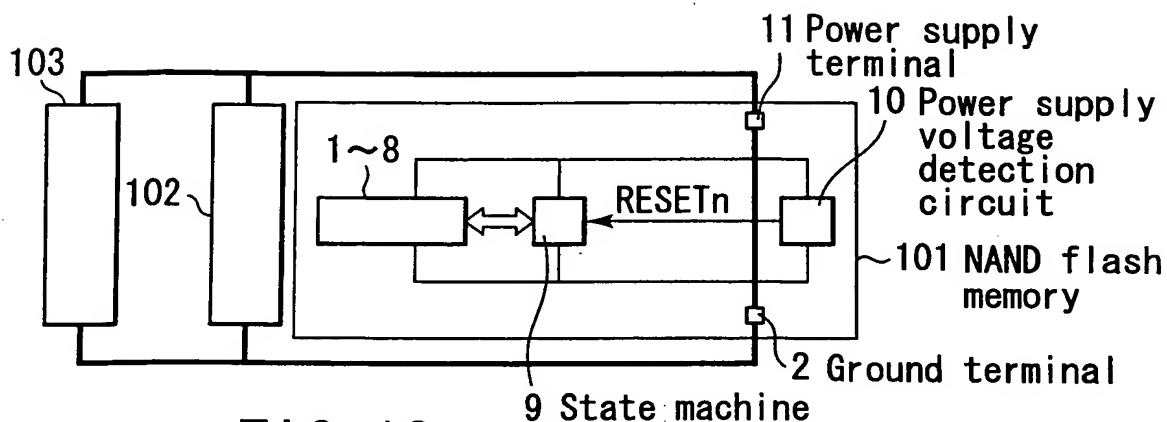 11 Power supply
terminal
103
10 Power supply
voltage
detection
circuit
1~8
102
RESETn
101 NAND flash
memory
2 Ground terminal
9 State machine